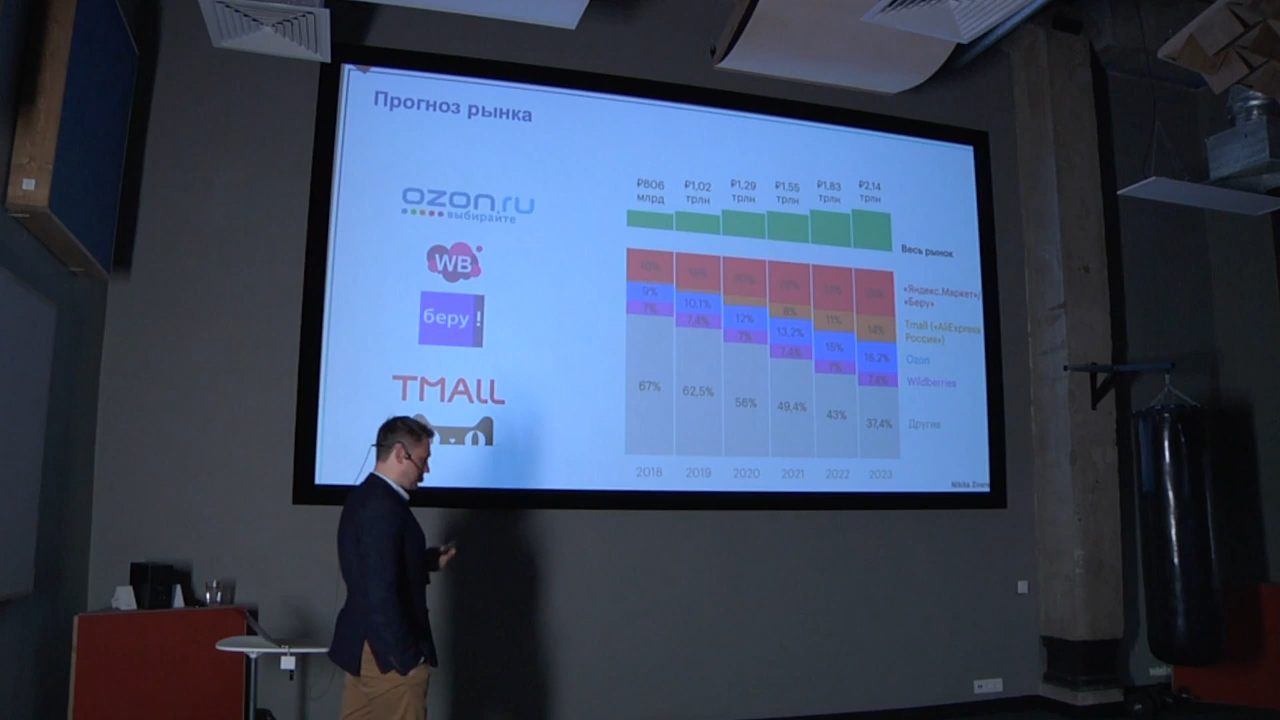 Прогноз рынка
ozon.ru
выбирайте
WB
беру !
TMALL
₽806 ₽1,02 ₽1,29 ₽1,55 ₽1,83 ₽2,14
млрд трлн трлн трлн трлн трлн
Весь рынок
«Яндекс.Маркет»/
«Беру»
Tmall («AliExpress
Россия»)
Ozon
Wildberries
Другие
8% 11% 14%
9% 10,1% 12% 13,2% 15% 16,2%
7% 7,4% 7% 7,4% 7% 7,4%
67% 62,5% 56% 49,4% 43% 37,4%
2018 2019 2020 2021 2022 2023
Nikita